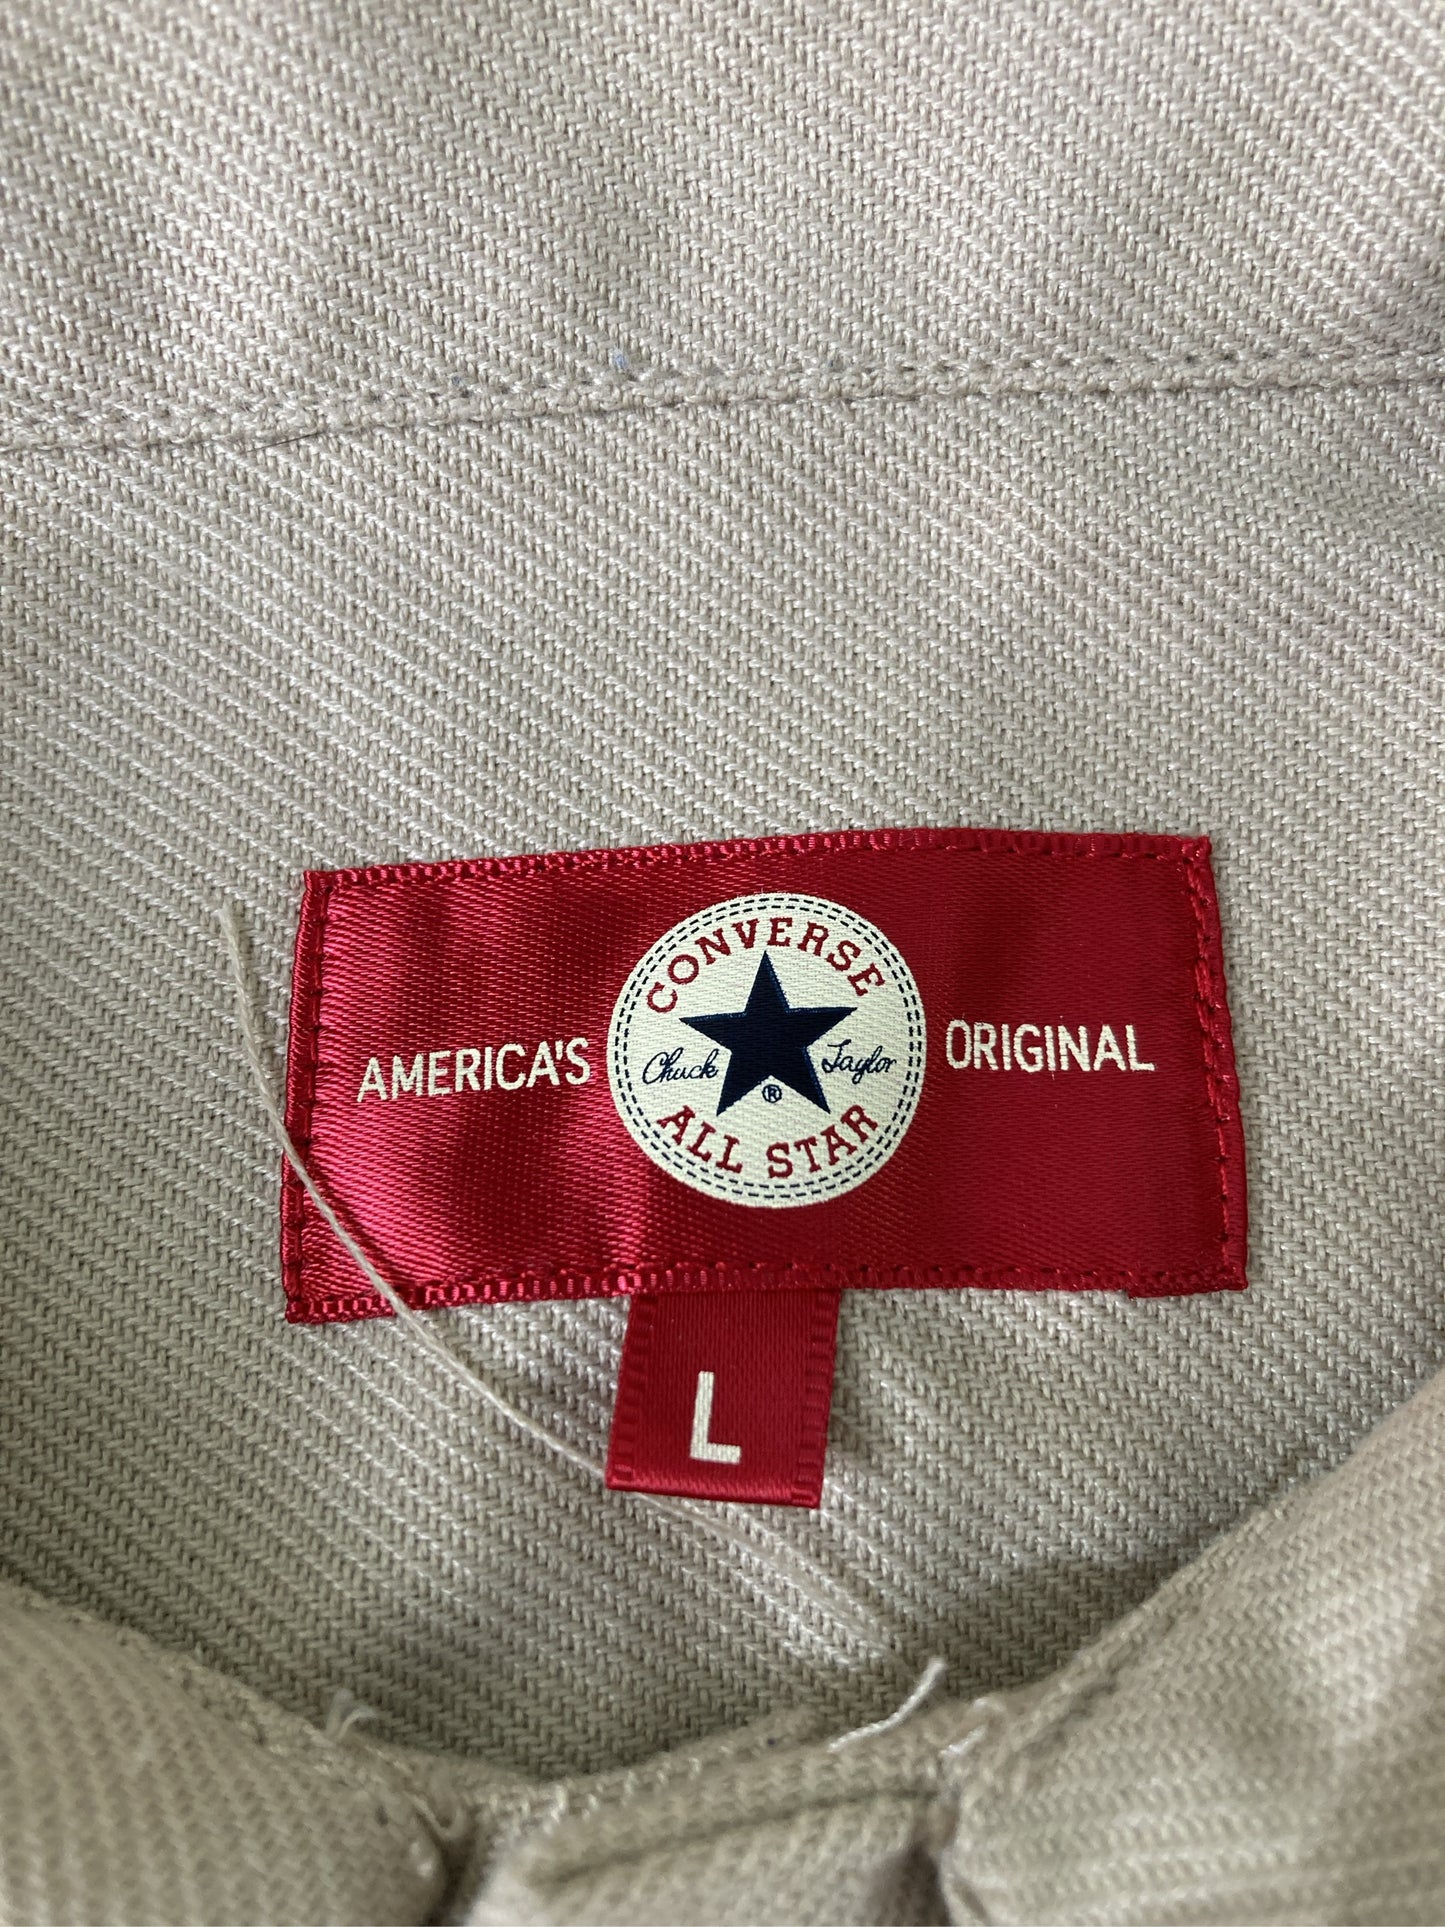 AMERICA'S
CONVERSE
Chuck Taylor
®
ALL STAR
ORIGINAL
L